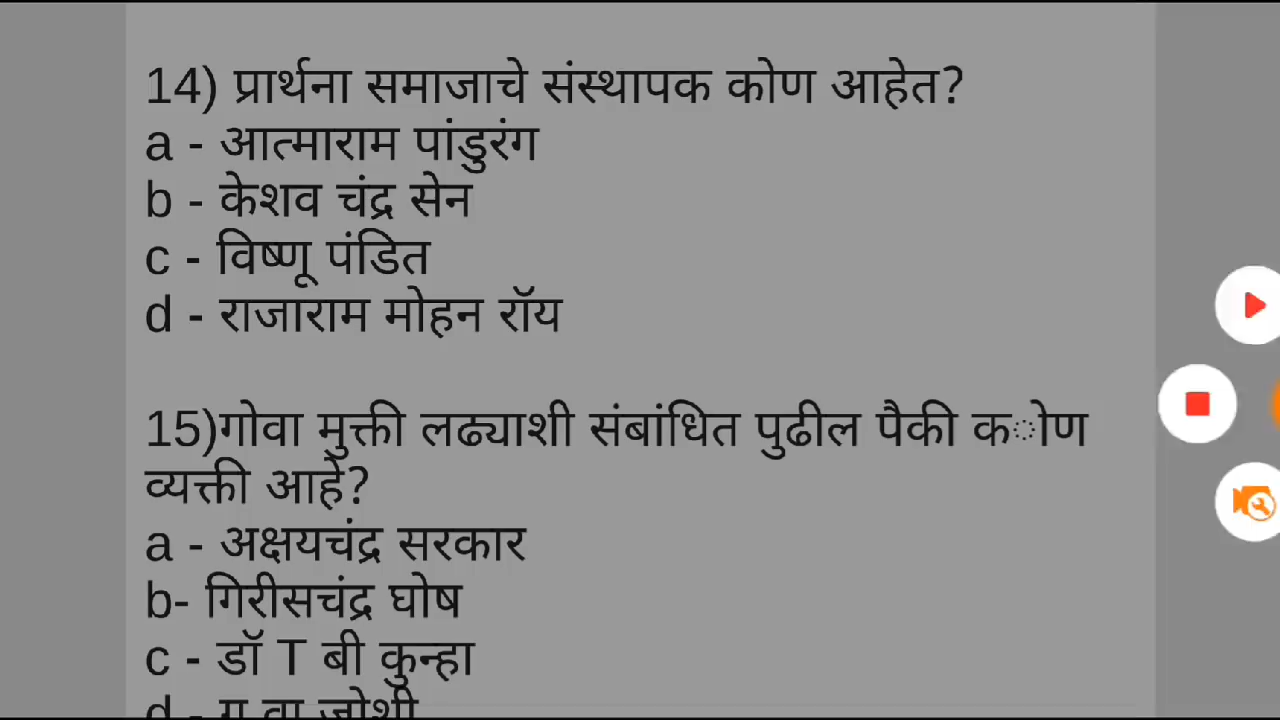 14) प्रार्थना समाजाचे संस्थापक कोण आहेत?
a - आत्माराम पांडुरंग
b - केशव चंद्र सेन
c - विष्णू पंडित
d - राजाराम मोहन रॉय
15)गोवा मुक्ती लढ्याशी संबांधित पुढील पैकी क ोण
व्यक्ती आहे?
a - अक्षयचंद्र सरकार
b- गिरीसचंद्र घोष
c - डॉ T बी कुन्हा
d - ग वा जोशी